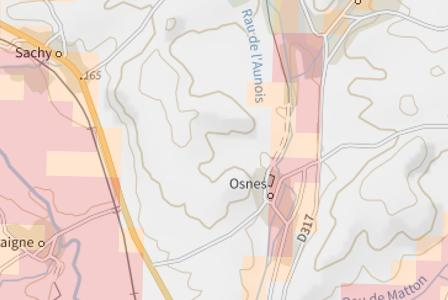 Sachy
165
Rau de l'Aunois
Osnes
D317
aigne
Rau de Matton